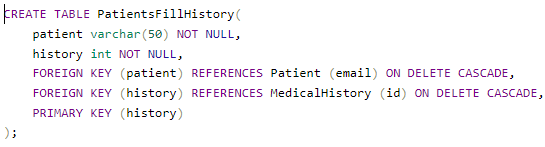 CREATE TABLE PatientsFillHistory(
    patient varchar(50) NOT NULL,
    history int NOT NULL,
    FOREIGN KEY (patient) REFERENCES Patient (email) ON DELETE CASCADE,
    FOREIGN KEY (history) REFERENCES MedicalHistory (id) ON DELETE CASCADE,
    PRIMARY KEY (history)
);